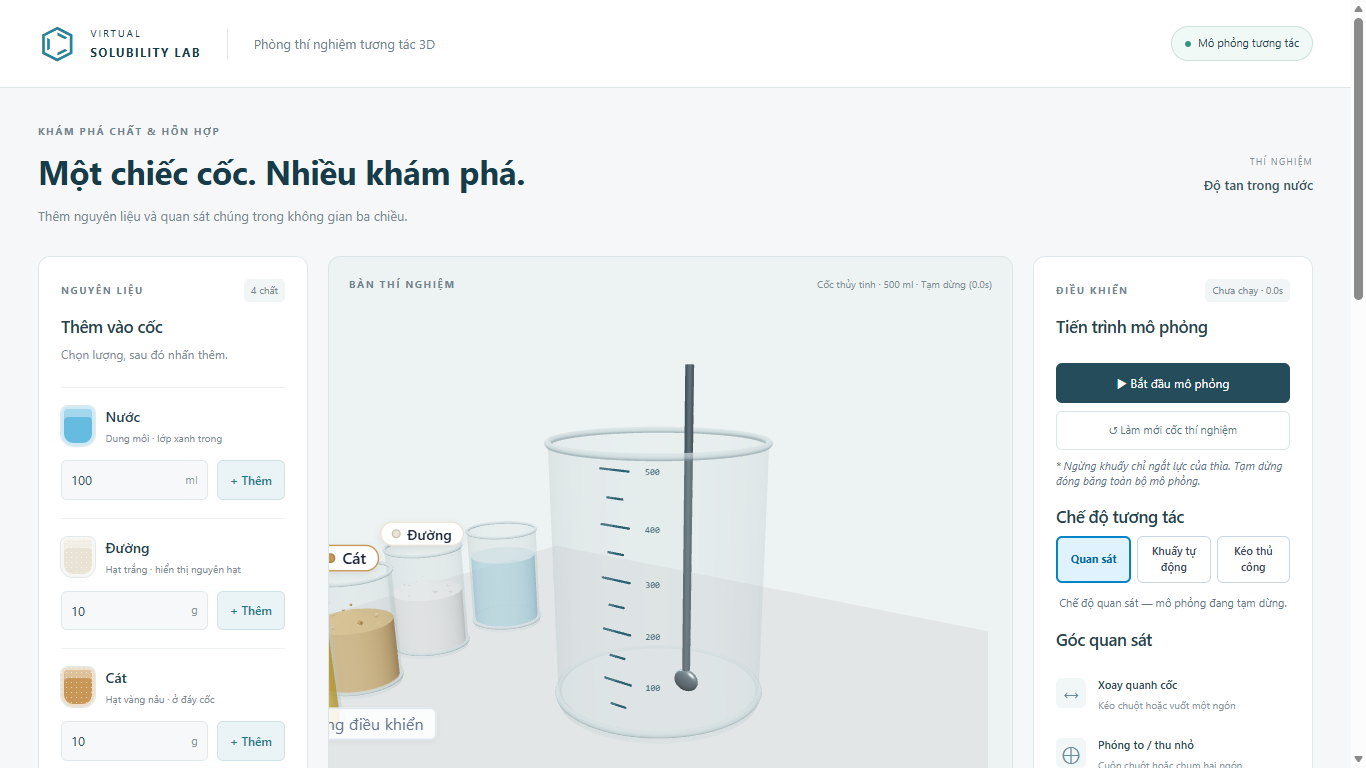 VIRTUAL
SOLUBILITY LAB
Phòng thí nghiệm tương tác 3D
Mô phỏng tương tác
KHÁM PHÁ CHẤT & HỖN HỢP
Một chiếc cốc. Nhiều khám phá.
Thêm nguyên liệu và quan sát chúng trong không gian ba chiều.
THÍ NGHIỆM
Độ tan trong nước
NGUYÊN LIỆU
4 chất
Thêm vào cốc
Chọn lượng, sau đó nhấn thêm.
Nước
Dung môi · lớp xanh trong
100 ml
+ Thêm
Đường
Hạt trắng · hiển thị nguyên hạt
10 g
+ Thêm
Cát
Hạt vàng nâu · ở đáy cốc
10 g
+ Thêm
BÀN THÍ NGHIỆM
Cốc thủy tinh · 500 ml · Tạm dừng (0.0s)
500
400
300
200
100
Đường
Cát
ng điều khiển
ĐIỀU KHIỂN
Chưa chạy · 0.0s
Tiến trình mô phỏng
▶ Bắt đầu mô phỏng
↺ Làm mới cốc thí nghiệm
* Ngừng khuấy chỉ ngắt lực của thìa. Tạm dừng
đóng băng toàn bộ mô phỏng.
Chế độ tương tác
Quan sát
Khuấy tự
động
Kéo thủ
công
Chế độ quan sát — mô phỏng đang tạm dừng.
Góc quan sát
Xoay quanh cốc
Kéo chuột hoặc vuốt một ngón
Phóng to / thu nhỏ
Cuộn chuột hoặc chụm hai ngón